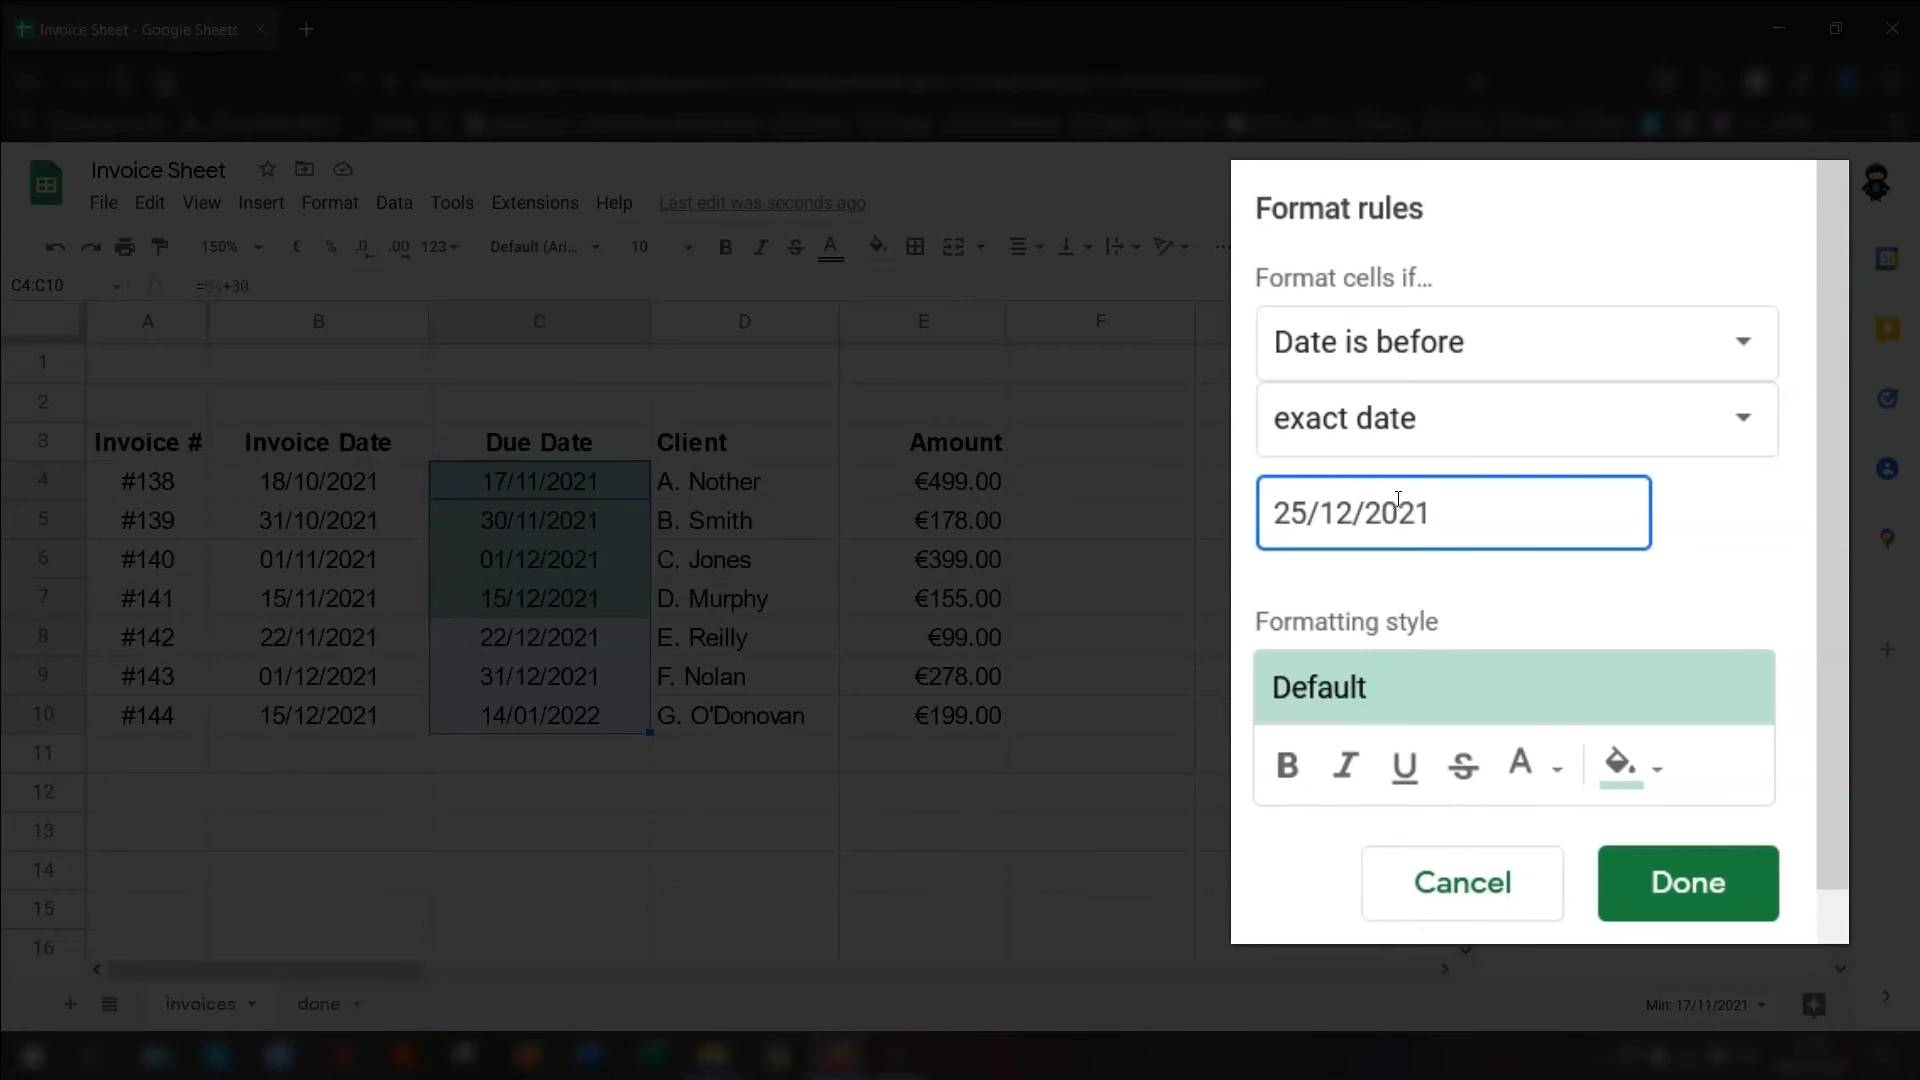 Invoice Sheet - Google Sheets
Invoice Sheet
File Edit View Insert Format Data Tools Extensions Help Last edit was seconds ago
150% € % .0 .00 123 Default (Ari... 10 B I S A
C4:C10 =B4+30
A B C D E F
1
2
3 Invoice # Invoice Date Due Date Client Amount
4 #138 18/10/2021 17/11/2021 A. Nother €499.00
5 #139 31/10/2021 30/11/2021 B. Smith €178.00
6 #140 01/11/2021 01/12/2021 C. Jones €399.00
7 #141 15/11/2021 15/12/2021 D. Murphy €155.00
8 #142 22/11/2021 22/12/2021 E. Reilly €99.00
9 #143 01/12/2021 31/12/2021 F. Nolan €278.00
10 #144 15/12/2021 14/01/2022 G. O'Donovan €199.00
11
12
13
14
15
16
invoices done
Min: 17/11/2021
Format rules
Format cells if…
Date is before
exact date
25/12/2021
Formatting style
Default
B I U S A
Cancel Done